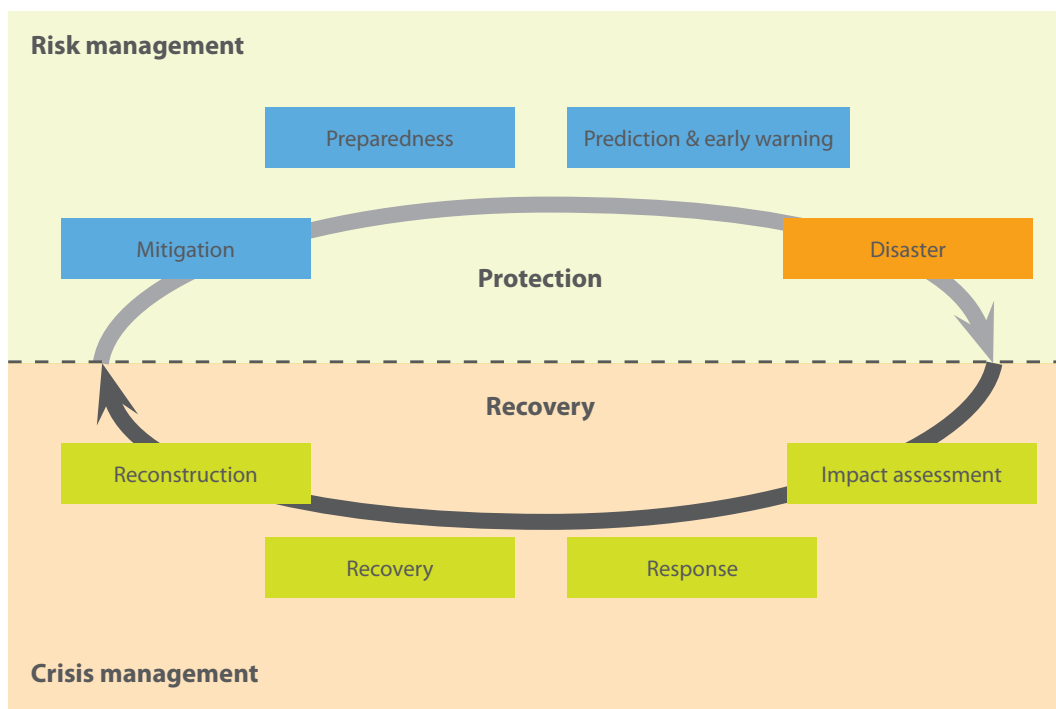 Risk management
Preparedness
Prediction & early warning
Mitigation
Disaster
Protection
Recovery
Reconstruction
Impact assessment
Recovery
Response
Crisis management